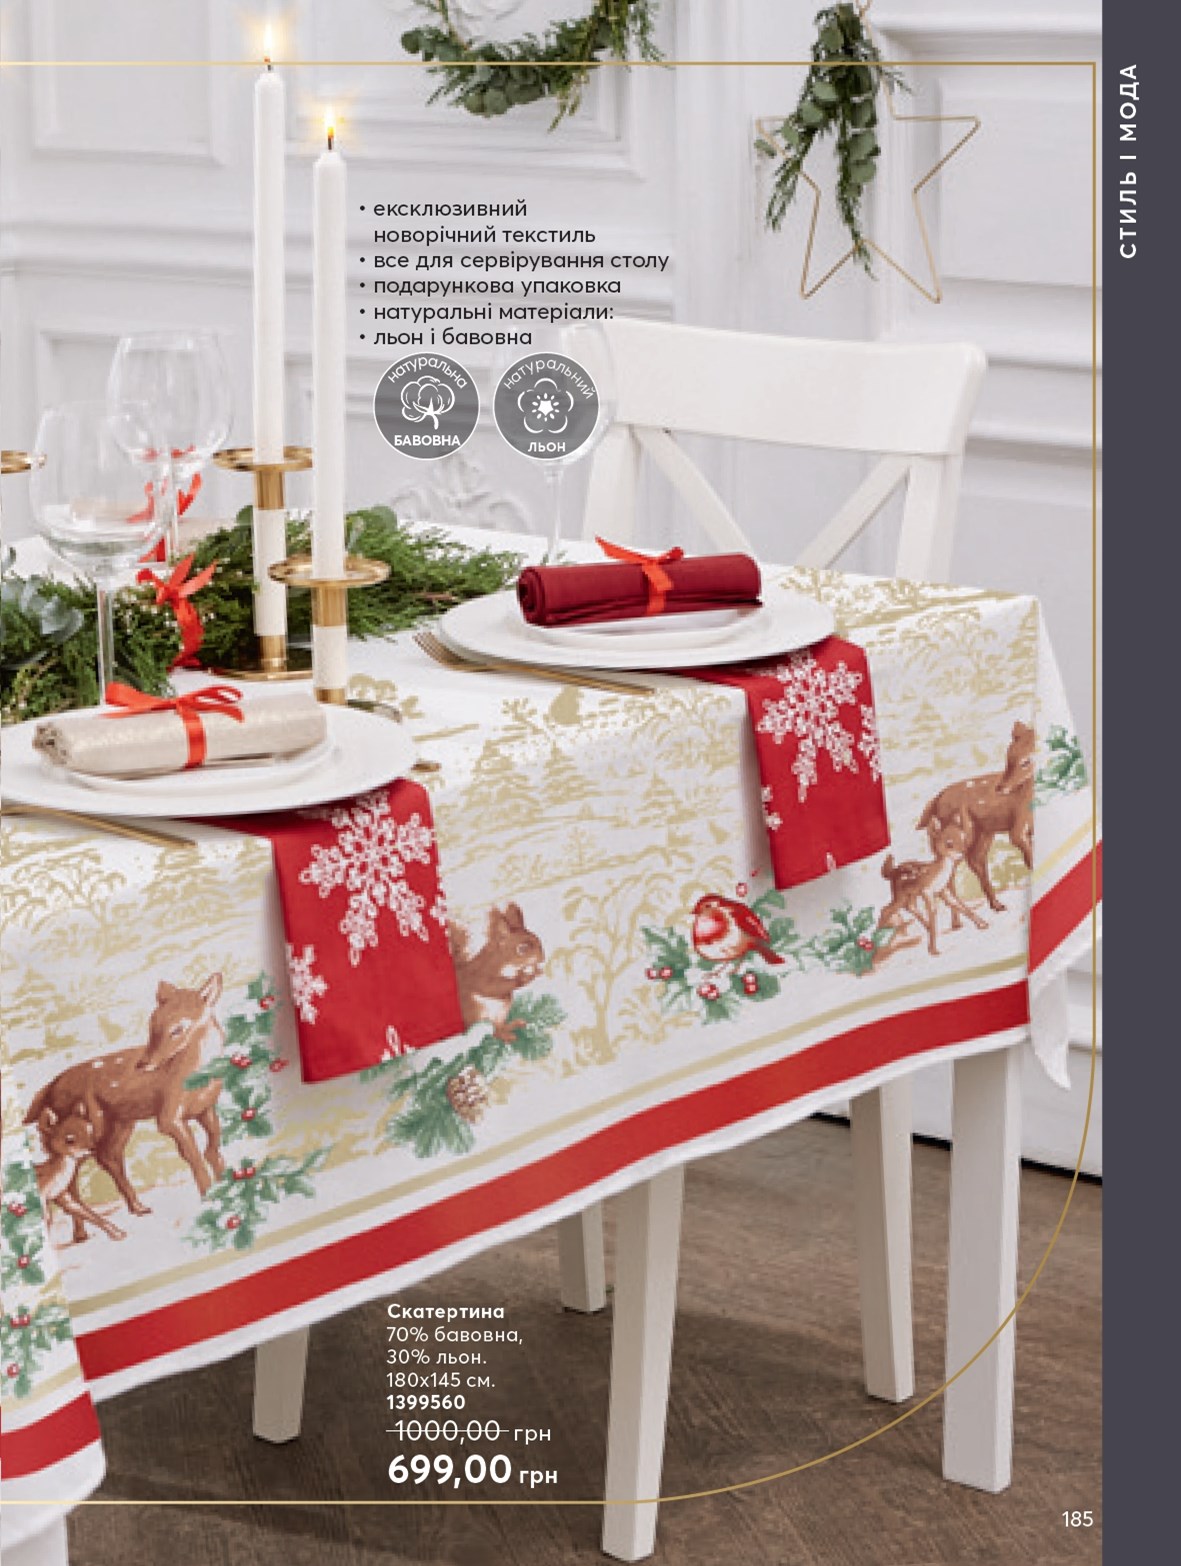 СТИЛЬ І МОДА
• ексклюзивний
новорічний текстиль
• все для сервірування столу
• подарункова упаковка
• натуральні матеріали:
• льон і бавовна
натуральна
БАВОВНА
натуральний
ЛЬОН
Скатертина
70% бавовна,
30% льон.
180х145 см.
1399560
1000,00 грн
699,00 грн
185